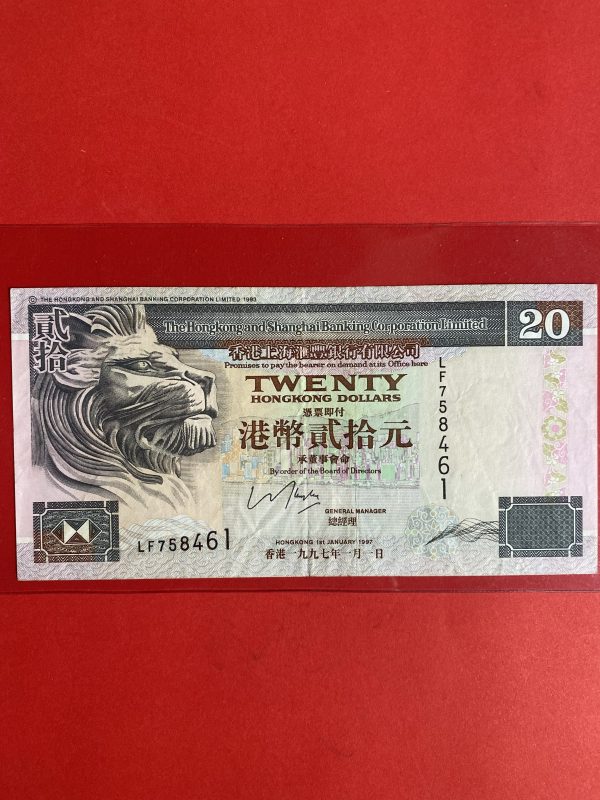 © THE HONGKONG AND SHANGHAI BANKING CORPORATION LIMITED 1993
貳拾
The Hongkong and Shanghai Banking Corporation Limited
20
香港上海滙豐銀行有限公司
Promises to pay the bearer on demand at its Office here
TWENTY
HONGKONG DOLLARS
憑票即付
港幣貳拾元
承董事會命
By order of the Board of Directors
GENERAL MANAGER
總經理
HONGKONG 1st JANUARY 1997
香港一九九七年一月一日
LF758461
LF758461